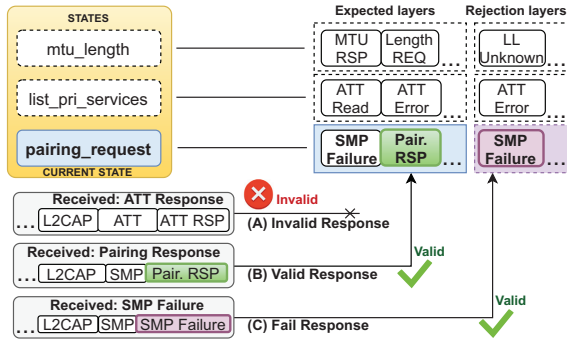 STATES
Expected layers
Rejection layers
mtu_length
MTU RSP
Length REQ
...
LL Unknown
...
list_pri_services
ATT Read
ATT Error
...
ATT Error
...
pairing_request
SMP Failure
Pair. RSP
...
SMP Failure
...
CURRENT STATE
Received: ATT Response
Invalid
... L2CAP ATT ATT RSP
(A) Invalid Response
Received: Pairing Response
Valid
... L2CAP SMP Pair. RSP
(B) Valid Response
Received: SMP Failure
Valid
... L2CAP SMP SMP Failure
(C) Fail Response